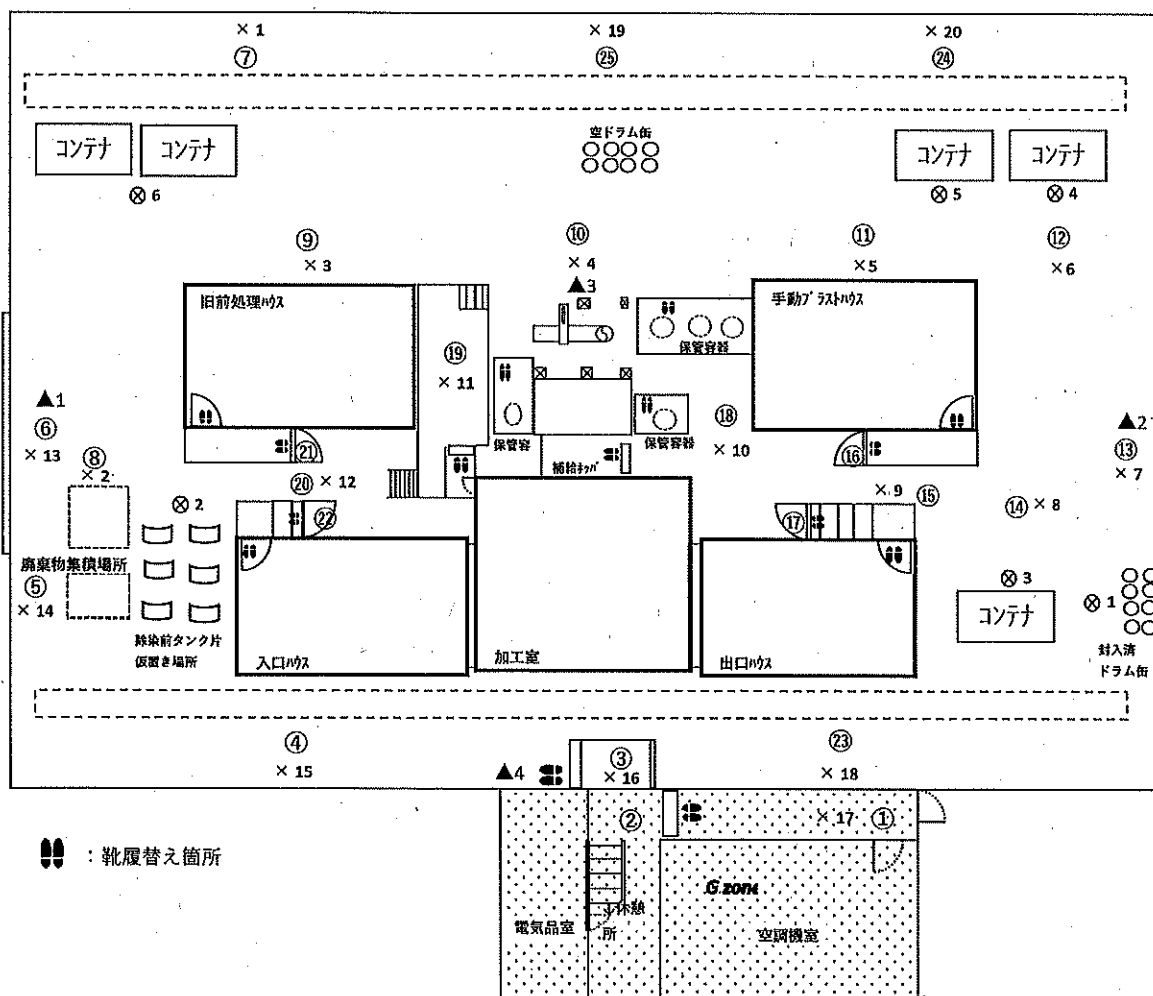 × 1
× 19
× 20
⑦
㉕
㉔
コンテナ
コンテナ
空ドラム缶
コンテナ
コンテナ
⊗ 6
⊗ 5
⊗ 4
⑨
⑩
⑪
⑫
× 3
× 4
× 5
× 6
▲3
旧前処理ハウス
手動ブラストハウス
保管容器
⑲
× 11
▲1
⑥
× 13
⑱
▲2
⑬
保管容
保管容器
× 10
㉑
⑯
⑧
× 2
補給ホッパ
× 7
⑳
× 12
× 9
⑮
⑭
× 8
⊗ 2
㉒
⑰
廃棄物集積場所
⑤
× 14
⊗ 3
⊗ 1
コンテナ
除染前タンク片
仮置き場所
入口ハウス
加工室
出口ハウス
封入済
ドラム缶
④
× 15
▲4
③
× 16
㉓
× 18
②
× 17
①
：靴履替え箇所
G zone
電気品室
休憩
所
空調機室